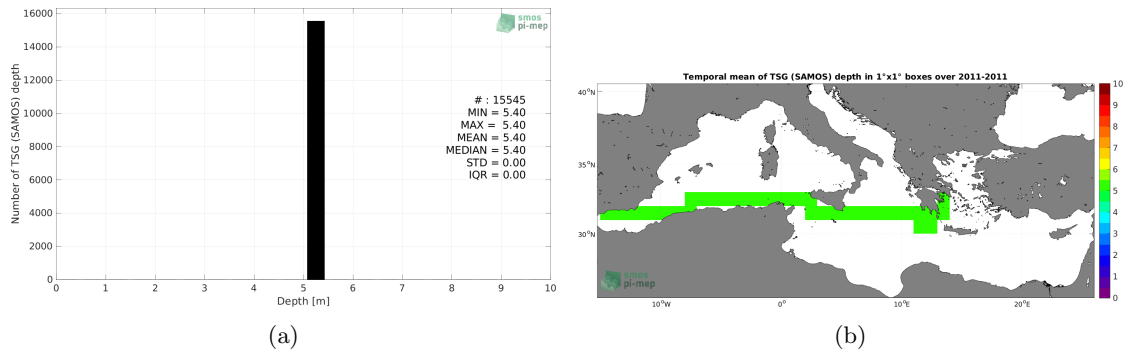 16000
14000
12000
10000
8000
6000
4000
2000
0
Number of TSG (SAMOS) depth
smos
pi-mep
# : 15545
MIN = 5.40
MAX = 5.40
MEAN = 5.40
MEDIAN = 5.40
STD = 0.00
IQR = 0.00
0 1 2 3 4 5 6 7 8 9 10
Depth [m]
(a)
Temporal mean of TSG (SAMOS) depth in 1°x1° boxes over 2011-2011
40°N
35°N
30°N
smos
pi-mep
10°W 0° 10°E 20°E
10
9
8
7
6
5
4
3
2
1
0
(b)